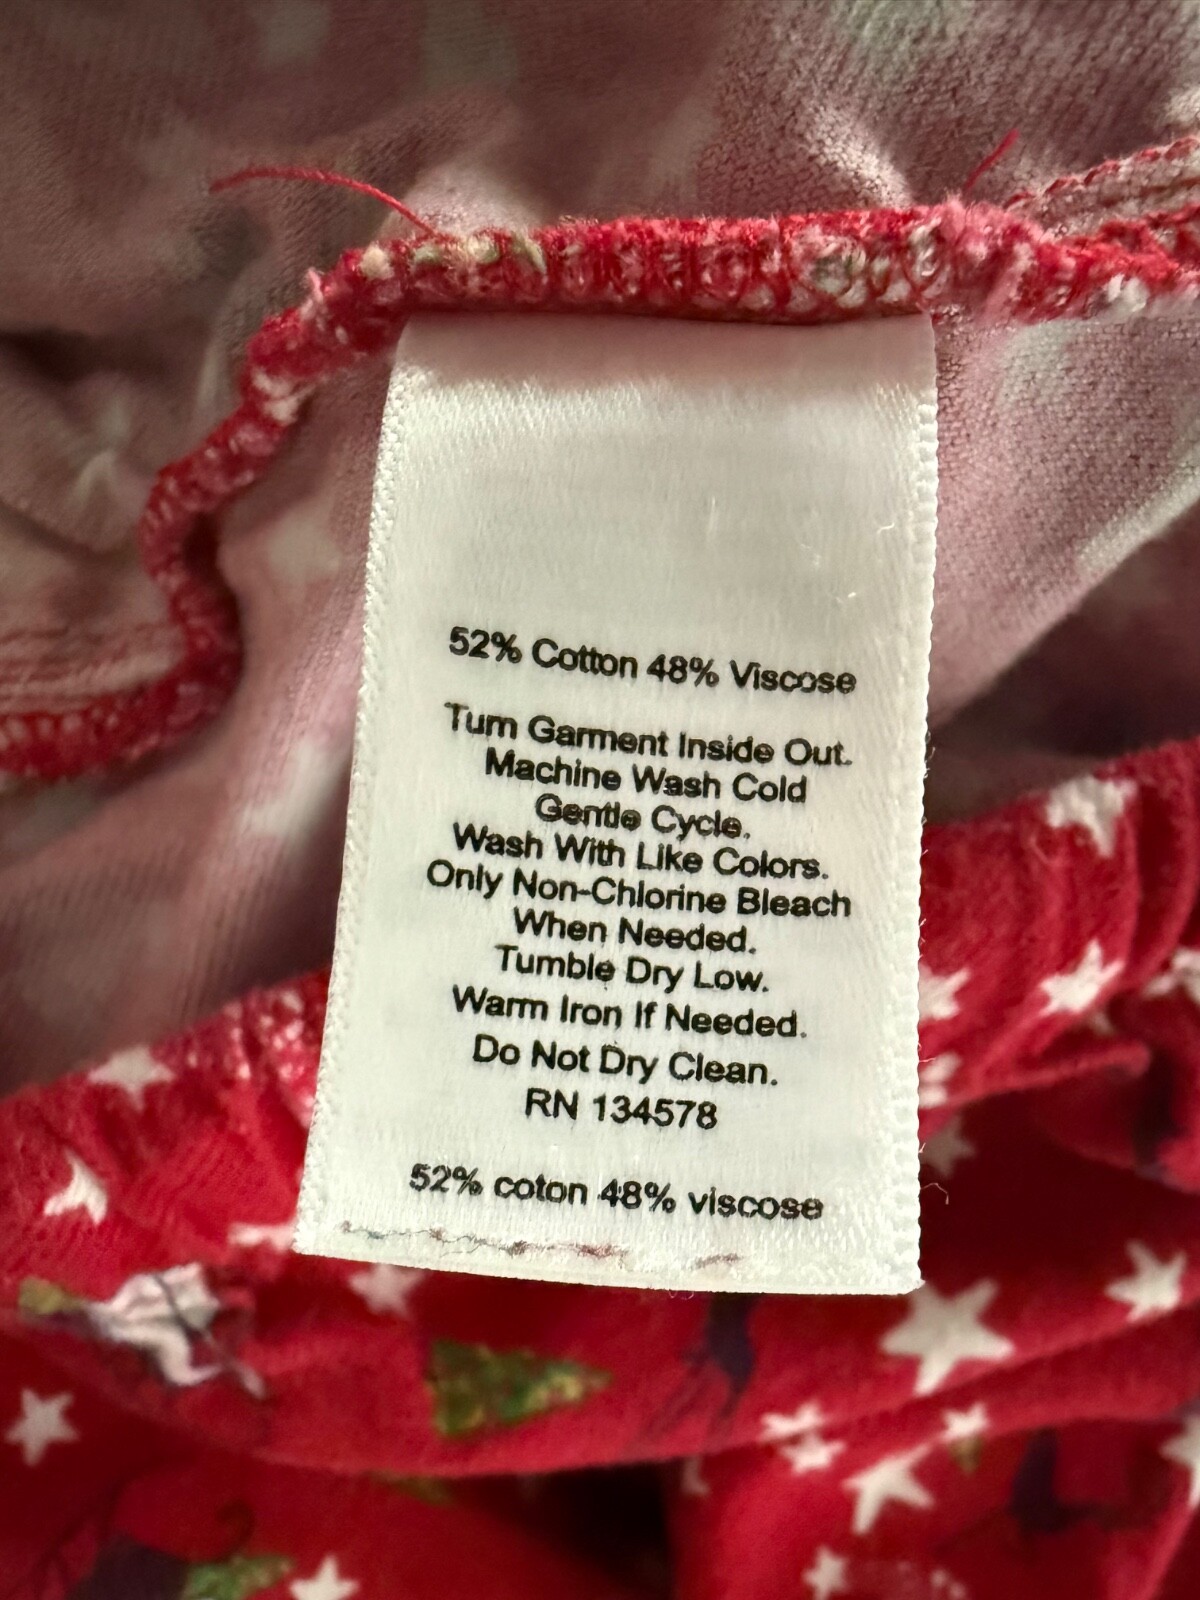 52% Cotton 48% Viscose
Turn Garment Inside Out.
Machine Wash Cold
Gentle Cycle.
Wash With Like Colors.
Only Non-Chlorine Bleach
When Needed.
Tumble Dry Low.
Warm Iron If Needed.
Do Not Dry Clean.
RN 134578
52% coton 48% viscose